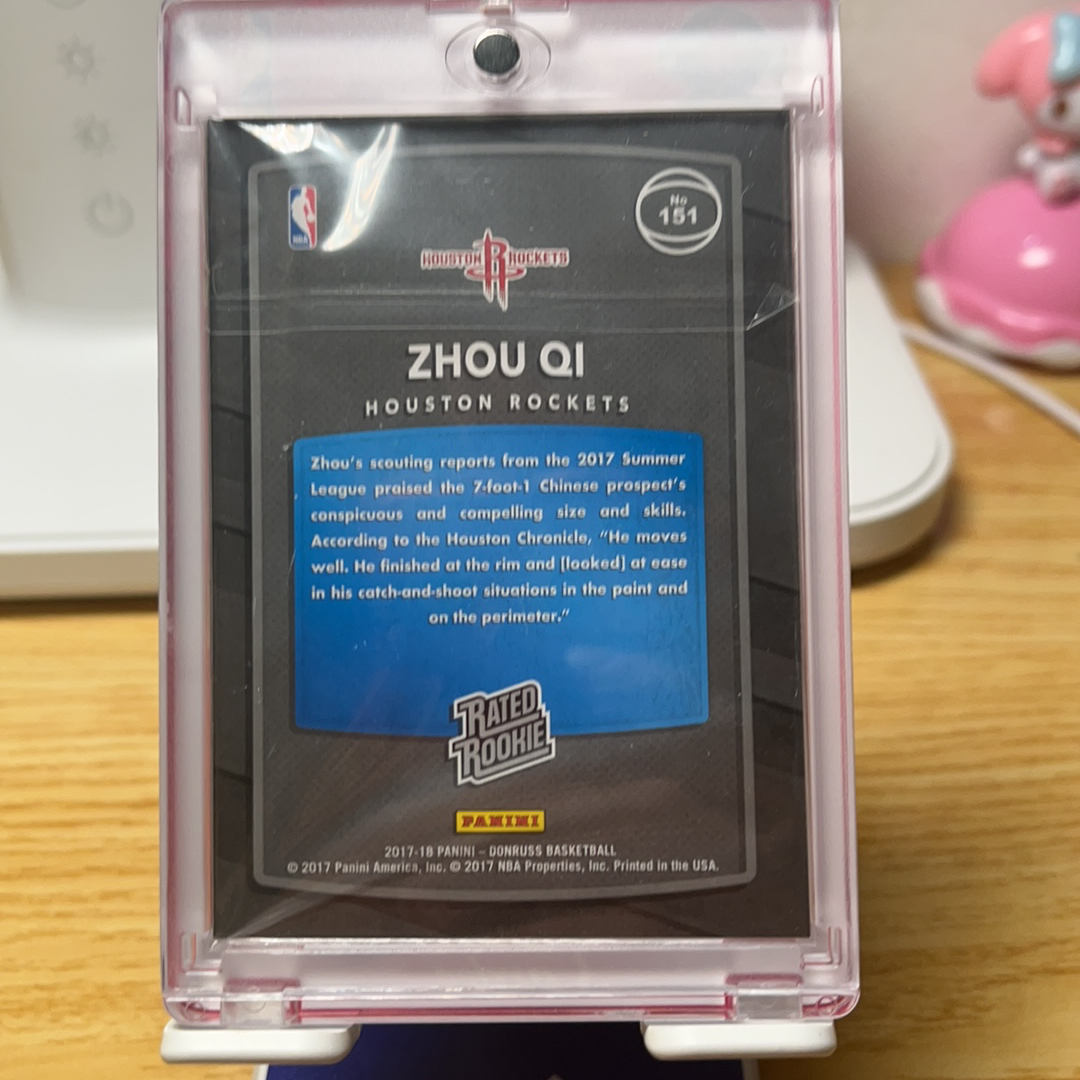 NBA
No
151
HOUSTON ROCKETS
ZHOU QI
HOUSTON ROCKETS
Zhou's scouting reports from the 2017 Summer
League praised the 7-foot-1 Chinese prospect's
conspicuous and compelling size and skills.
According to the Houston Chronicle, "He moves
well. He finished at the rim and [looked] at ease
in his catch-and-shoot situations in the paint and
on the perimeter."
RATED
ROOKIE
PANINI
2017-18 PANINI – DONRUSS BASKETBALL
© 2017 Panini America, Inc. © 2017 NBA Properties, Inc. Printed in the USA.